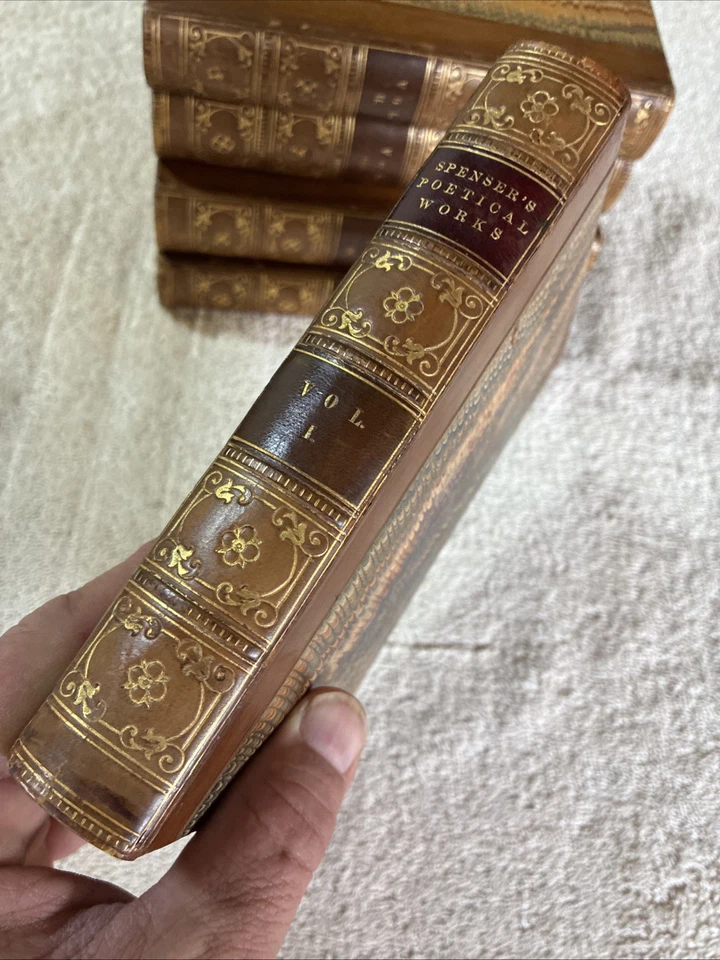 SPENSER'S
POETICAL
WORKS
VOL
I.